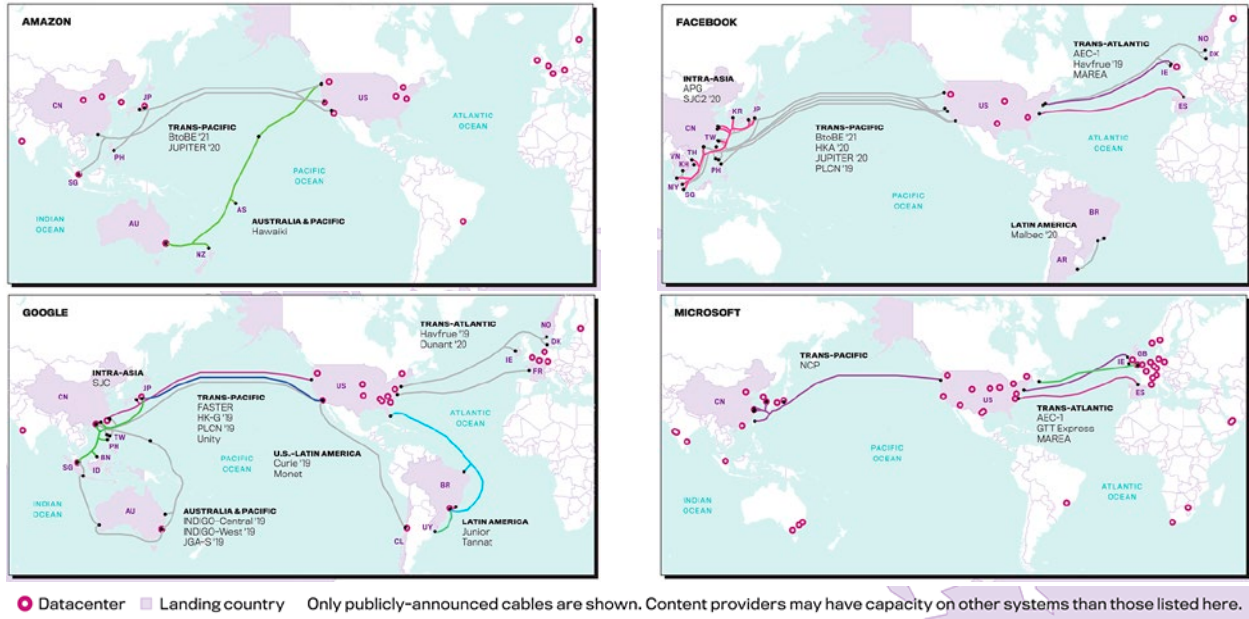 AMAZON
CN
JP
US
TRANS-PACIFIC
BtoBE '21
JUPITER '20
PH
SG
ATLANTIC
OCEAN
PACIFIC
OCEAN
INDIAN
OCEAN
AU
AS
AUSTRALIA & PACIFIC
Hawaiki
NZ
FACEBOOK
TRANS-ATLANTIC
AEC-1
Havfrue '19
MAREA
NO
DK
IE
ES
INTRA-ASIA
APG
SJC2 '20
KR
JP
CN
US
TW
TH
VN
KH
PH
MY
SG
TRANS-PACIFIC
BtoBE '21
HKA '20
JUPITER '20
PLCN '19
ATLANTIC
OCEAN
PACIFIC
OCEAN
BR
LATIN AMERICA
Malbec '20
AR
GOOGLE
TRANS-ATLANTIC
Havfrue '19
Dunant '20
NO
DK
IE
FR
INTRA-ASIA
SJC
CN
JP
US
TRANS-PACIFIC
FASTER
HK-G '19
PLCN '19
Unity
ATLANTIC
OCEAN
TW
PH
BN
SG
ID
PACIFIC
OCEAN
U.S.-LATIN AMERICA
Curie '19
Monet
BR
INDIAN
OCEAN
AU
AUSTRALIA & PACIFIC
INDIGO-Central '19
INDIGO-West '19
JGA-S '19
UY
CL
LATIN AMERICA
Junior
Tannat
MICROSOFT
TRANS-PACIFIC
NCP
GB
IE
ES
CN
US
TRANS-ATLANTIC
AEC-1
GTT Express
MAREA
PACIFIC
OCEAN
INDIAN
OCEAN
ATLANTIC
OCEAN
Datacenter Landing country Only publicly-announced cables are shown. Content providers may have capacity on other systems than those listed here.